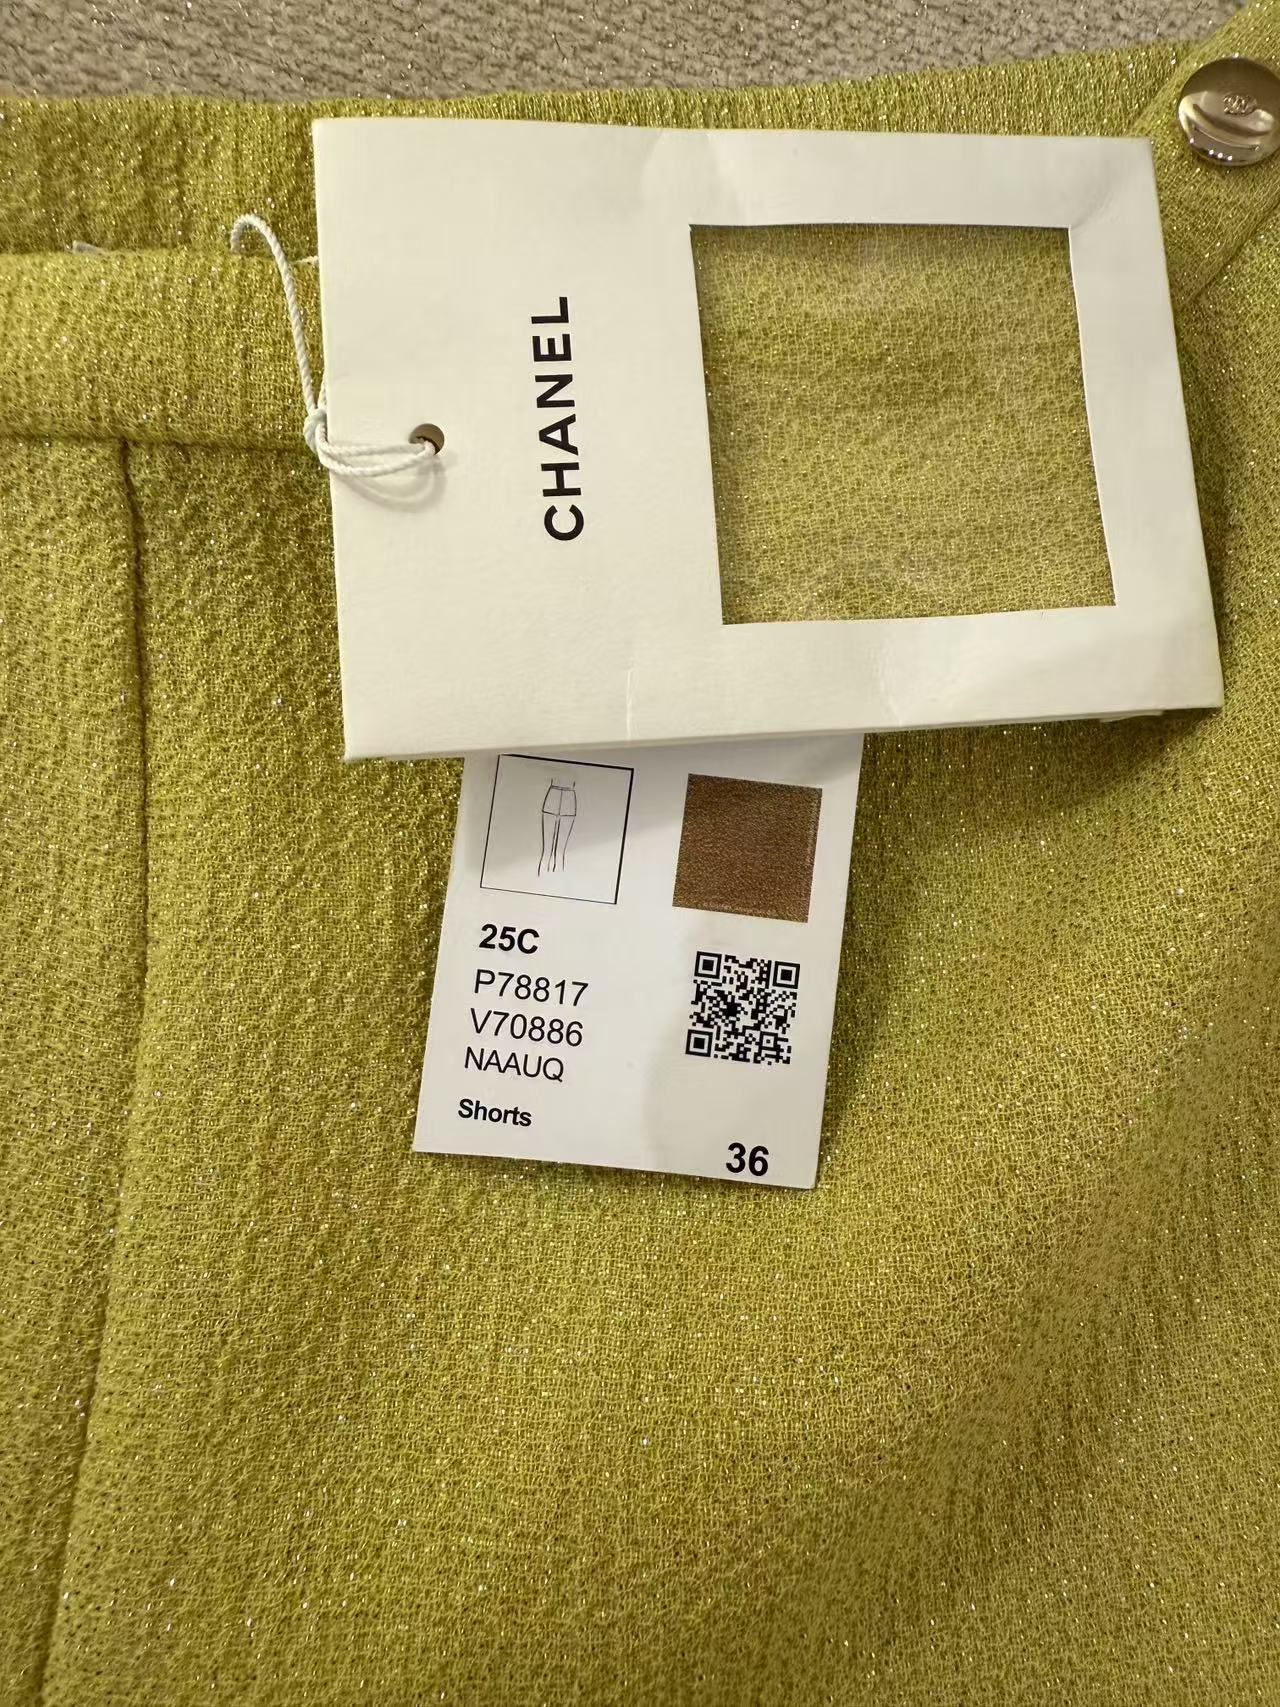 CHANEL
25C
P78817
V70886
NAAUQ
Shorts
36